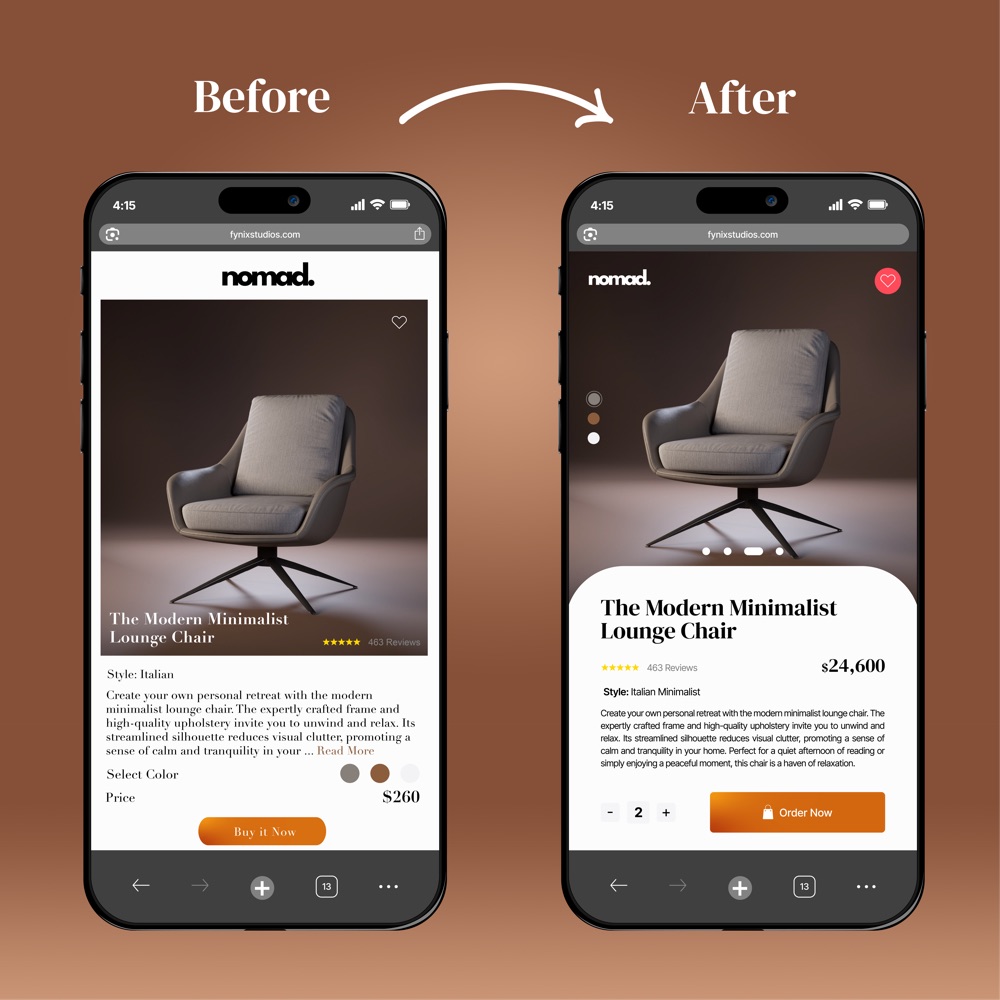 Before
After
4:15
fynixstudios.com
nomad.
The Modern Minimalist
Lounge Chair
463 Reviews
Style: Italian
Create your own personal retreat with the modern
minimalist lounge chair. The expertly crafted frame and
high-quality upholstery invite you to unwind and relax. Its
streamlined silhouette reduces visual clutter, promoting a
sense of calm and tranquility in your ... Read More
Select Color
Price $260
Buy it Now
13
4:15
fynixstudios.com
nomad.
The Modern Minimalist
Lounge Chair
463 Reviews $24,600
Style: Italian Minimalist
Create your own personal retreat with the modern minimalist lounge chair. The
expertly crafted frame and high-quality upholstery invite you to unwind and
relax. Its streamlined silhouette reduces visual clutter, promoting a sense of
calm and tranquility in your home. Perfect for a quiet afternoon of reading or
simply enjoying a peaceful moment, this chair is a haven of relaxation.
- 2 + Order Now
13